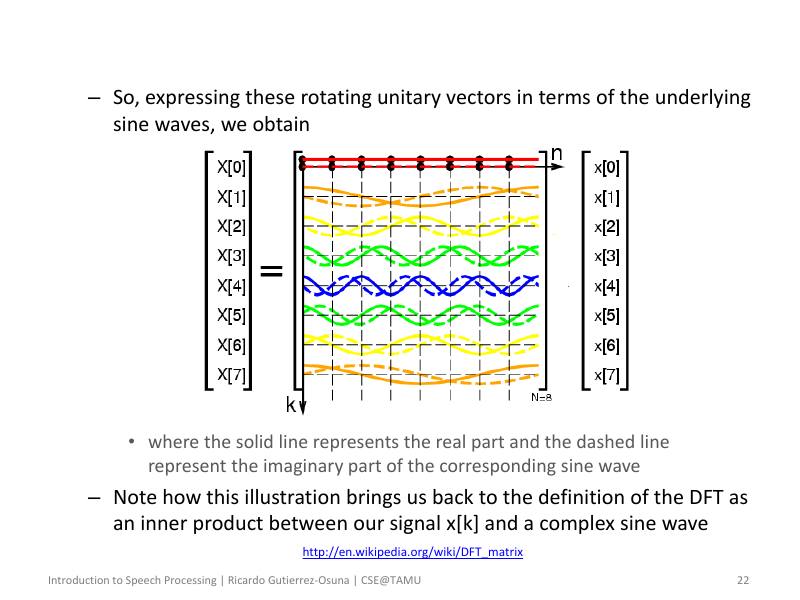 – So, expressing these rotating unitary vectors in terms of the underlying
sine waves, we obtain
n
X[0] x[0]
X[1] x[1]
X[2] x[2]
X[3] x[3]
=
X[4] x[4]
X[5] x[5]
X[6] x[6]
X[7] x[7]
N=8
k
• where the solid line represents the real part and the dashed line
represent the imaginary part of the corresponding sine wave
– Note how this illustration brings us back to the definition of the DFT as
an inner product between our signal x[k] and a complex sine wave
http://en.wikipedia.org/wiki/DFT_matrix
Introduction to Speech Processing | Ricardo Gutierrez-Osuna | CSE@TAMU 22